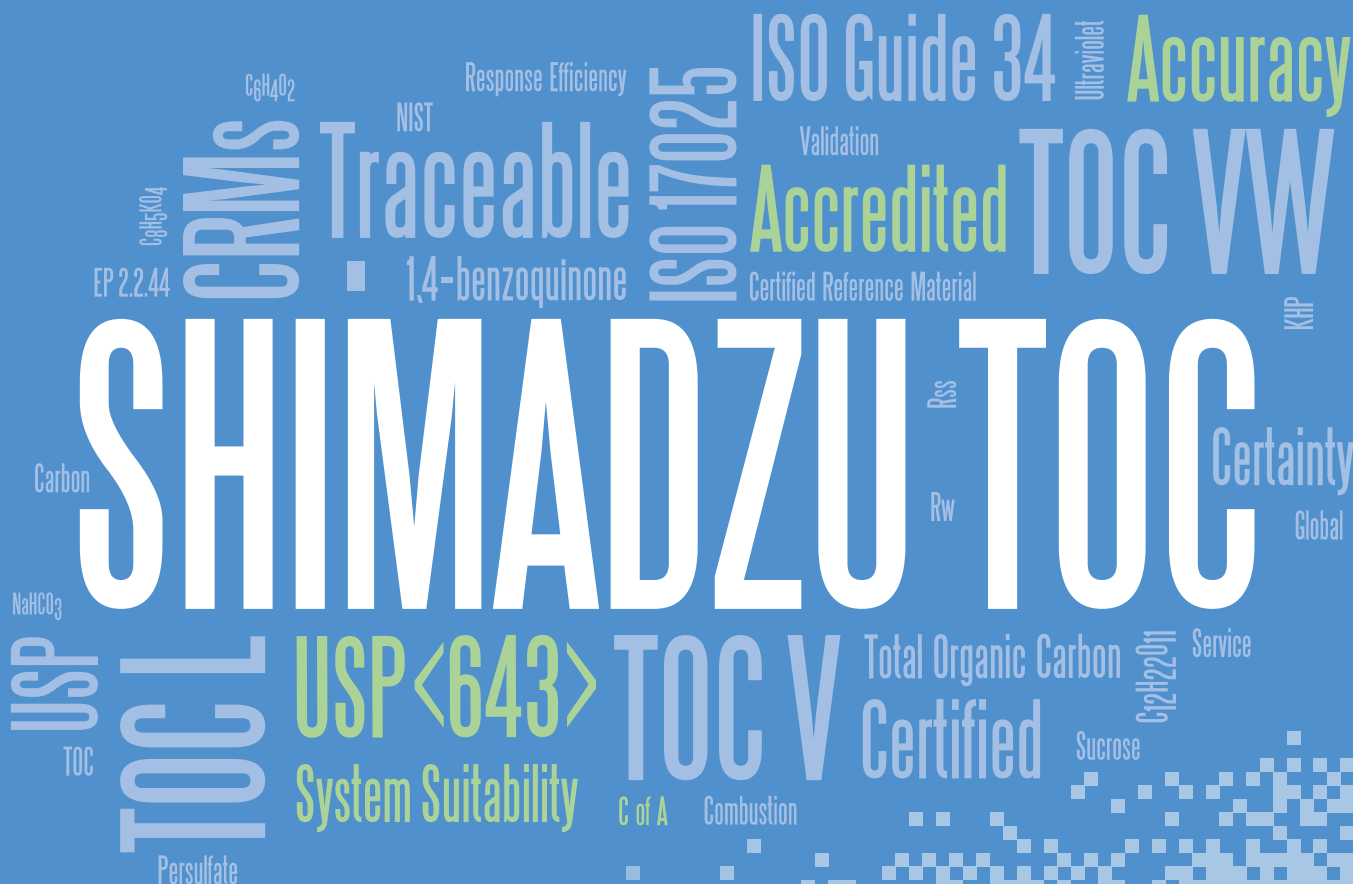 ISO Guide 34
Ultraviolet
Accuracy
Response Efficiency
C6H4O2
NIST
CRMs
Traceable
ISO 17025
Validation
TOC VW
Accredited
C8H5KO4
EP 2.2.44
1,4-benzoquinone
Certified Reference Material
KHP
SHIMADZU TOC
Rss
Certainty
Carbon
Rw
Global
NaHCO3
USP
TOC L
USP<643>
TOC V
Total Organic Carbon
C12H22O11
Service
Certified
TOC
System Suitability
Sucrose
C of A
Combustion
Persulfate